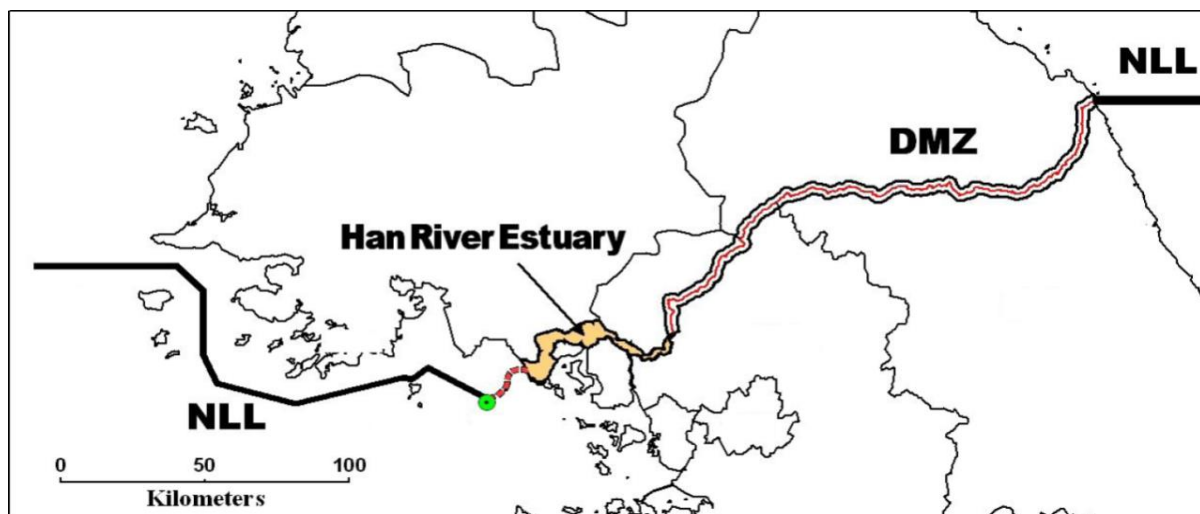 NLL
DMZ
Han River Estuary
NLL
0 50 100
Kilometers